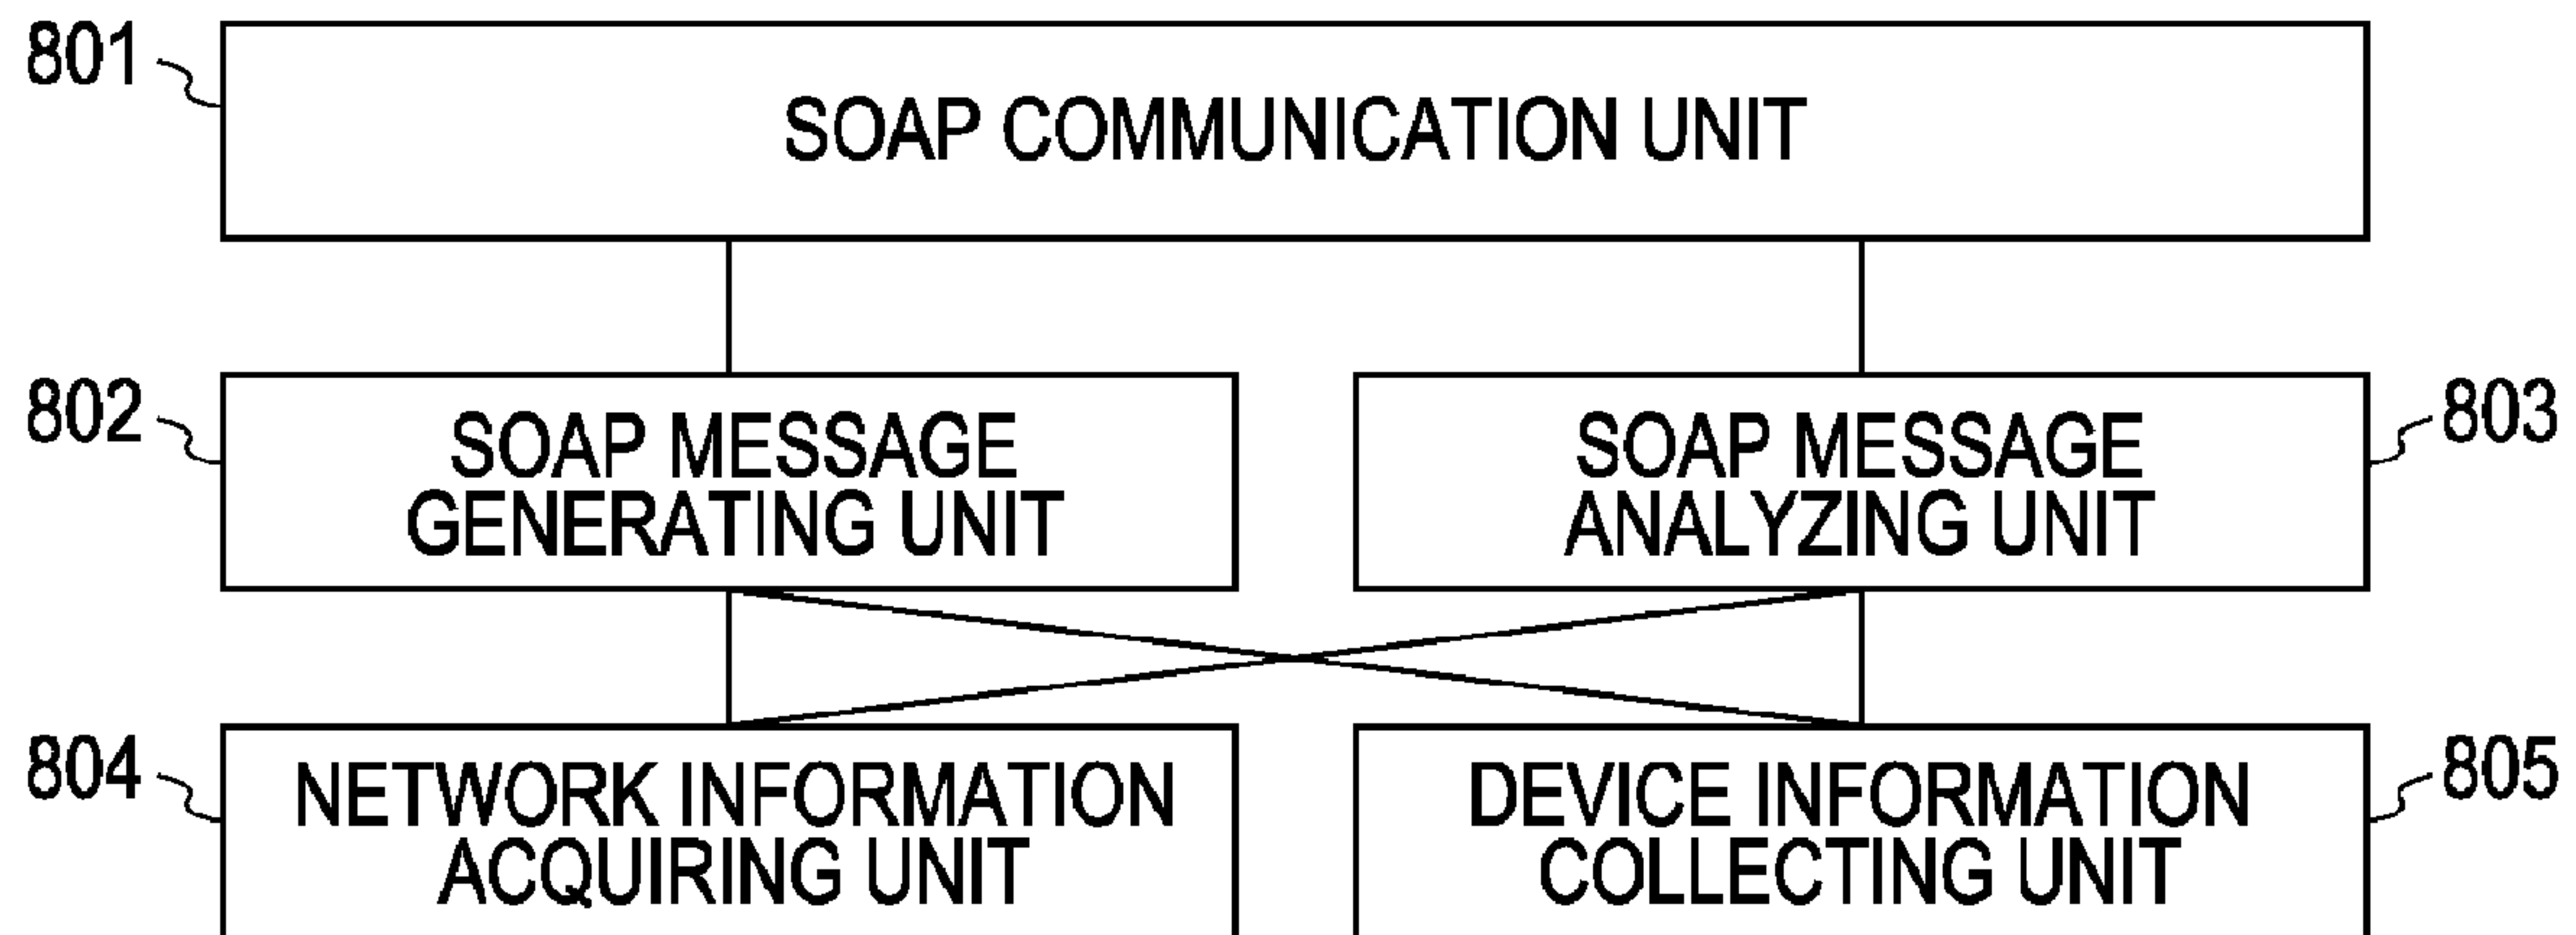 801
SOAP COMMUNICATION UNIT
802
SOAP MESSAGE
GENERATING UNIT
SOAP MESSAGE
ANALYZING UNIT
803
804
NETWORK INFORMATION
ACQUIRING UNIT
DEVICE INFORMATION
COLLECTING UNIT
805